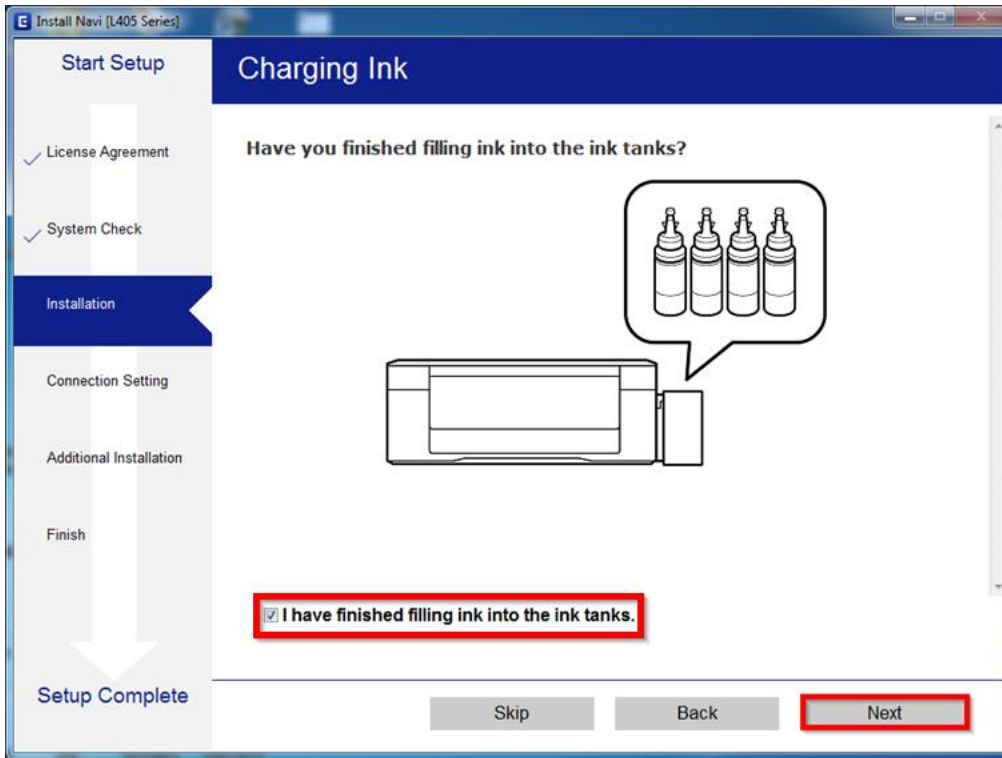 Install Navi [L405 Series]
Start Setup
License Agreement
System Check
Installation
Connection Setting
Additional Installation
Finish
Setup Complete
Charging Ink
Have you finished filling ink into the ink tanks?
I have finished filling ink into the ink tanks.
Skip
Back
Next